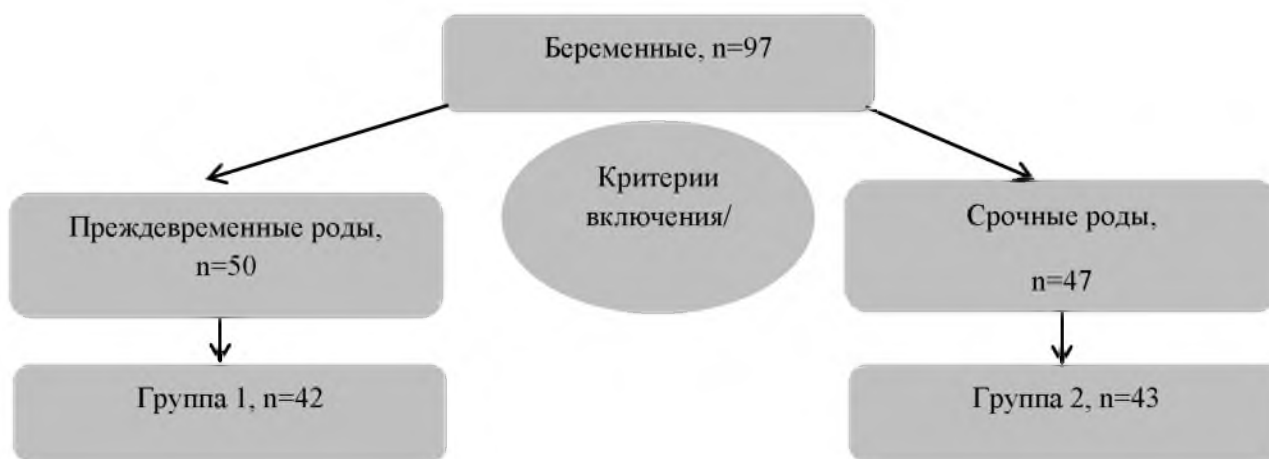 Беременные, n=97
Критерии
включения/
Преждевременные роды,
n=50
Срочные роды,
n=47
Группа 1, n=42
Группа 2, n=43